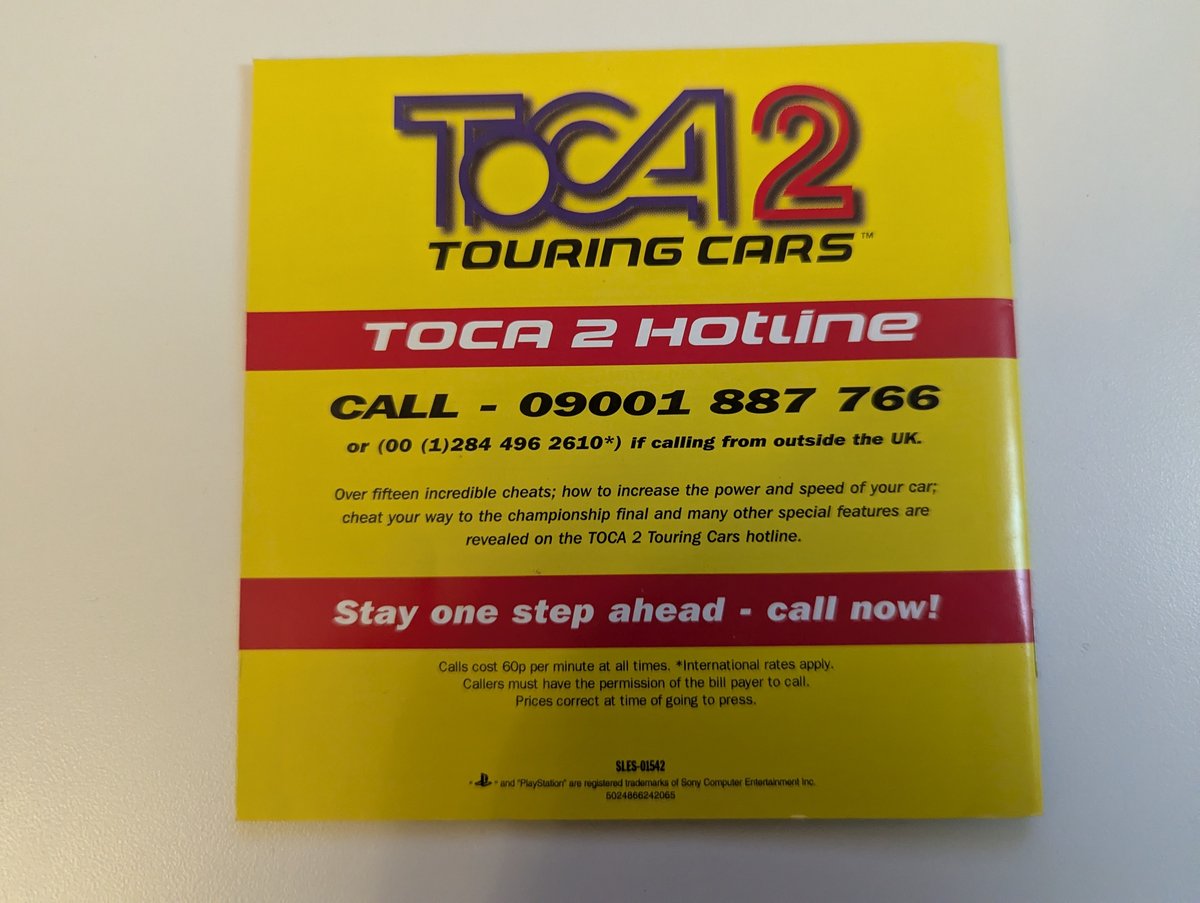 TOCA 2
TOURING CARS™
TOCA 2 Hotline
CALL - 09001 887 766
or (00 (1)284 496 2610*) if calling from outside the UK.
Over fifteen incredible cheats; how to increase the power and speed of your car;
cheat your way to the championship final and many other special features are
revealed on the TOCA 2 Touring Cars hotline.
Stay one step ahead - call now!
Calls cost 60p per minute at all times. *International rates apply.
Callers must have the permission of the bill payer to call.
Prices correct at time of going to press.
SLES-01542
" " and "PlayStation" are registered trademarks of Sony Computer Entertainment Inc.
5024866242065